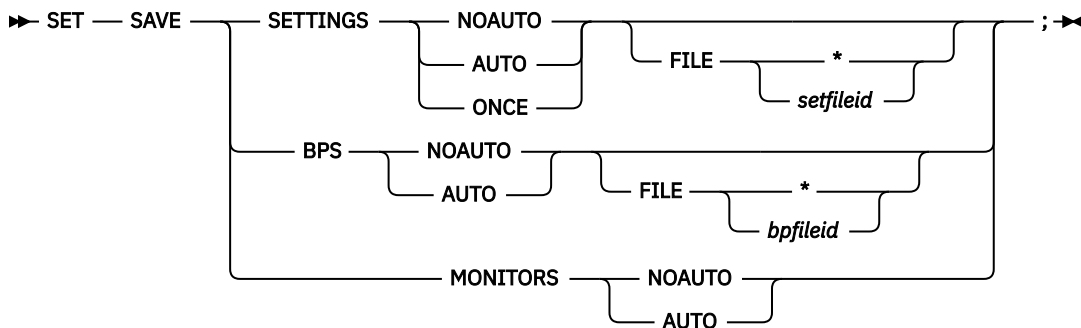 SET SAVE SETTINGS NOAUTO ;
AUTO FILE *
ONCE setfileid
BPS NOAUTO
AUTO FILE *
bpfileid
MONITORS NOAUTO
AUTO